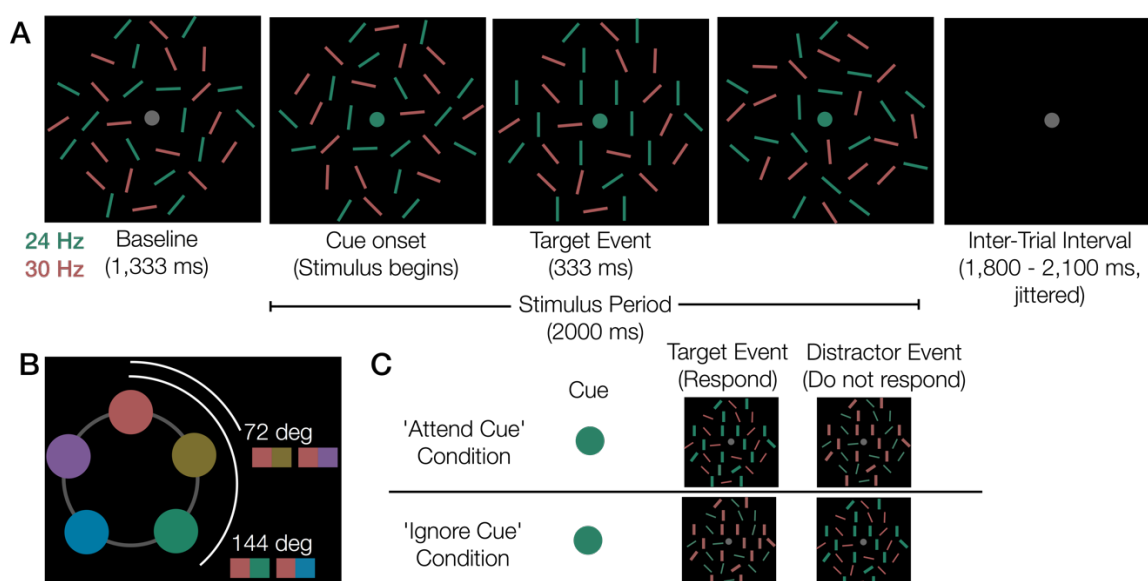 A
24 Hz
30 Hz
Baseline
(1,333 ms)
Cue onset
(Stimulus begins)
Target Event
(333 ms)
Inter-Trial Interval
(1,800 - 2,100 ms,
jittered)
Stimulus Period
(2000 ms)
B
72 deg
144 deg
C
Cue
Target Event
(Respond)
Distractor Event
(Do not respond)
'Attend Cue'
Condition
'Ignore Cue'
Condition